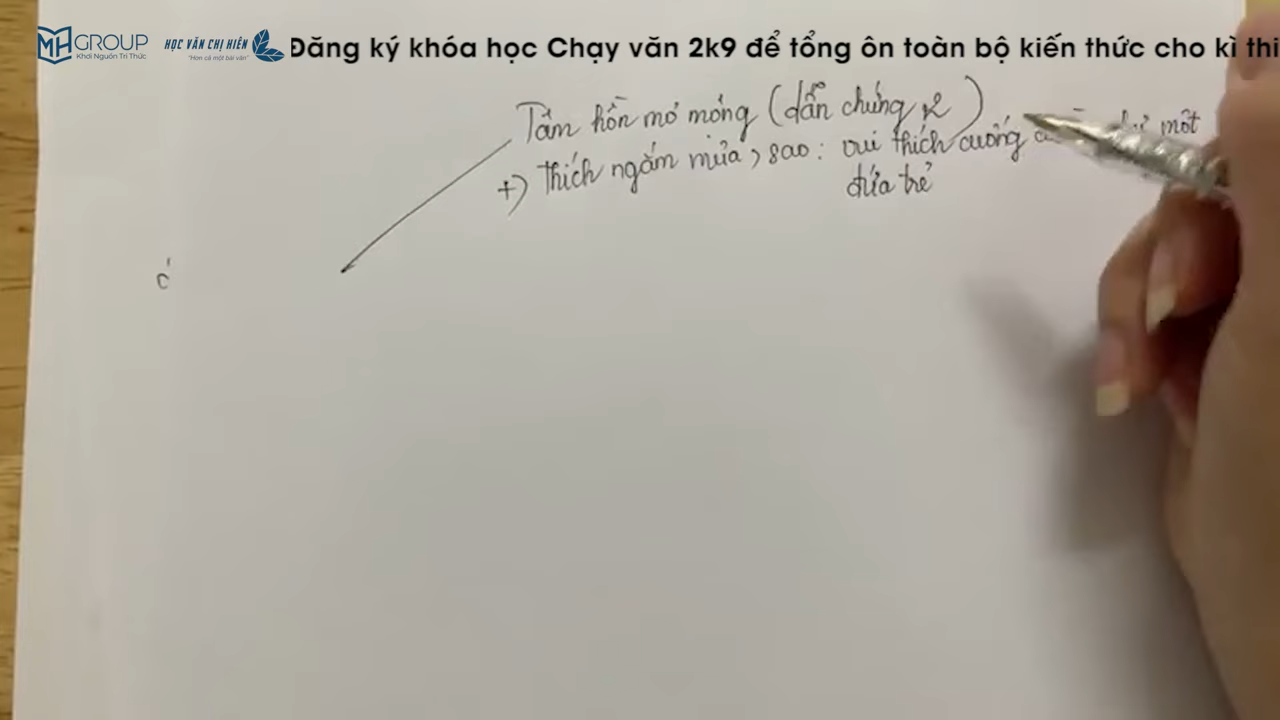 MH GROUP
Khơi Nguồn Tri Thức
HỌC VĂN CHỊ HIÊN
"Hơn cả một bài văn"
Đăng ký khóa học Chạy văn 2k9 để tổng ôn toàn bộ kiến thức cho kì thi
Tâm hồn mơ mộng (dẫn chứng
+) thích ngắm mưa, sao: vui thích cuống một
đứa trẻ